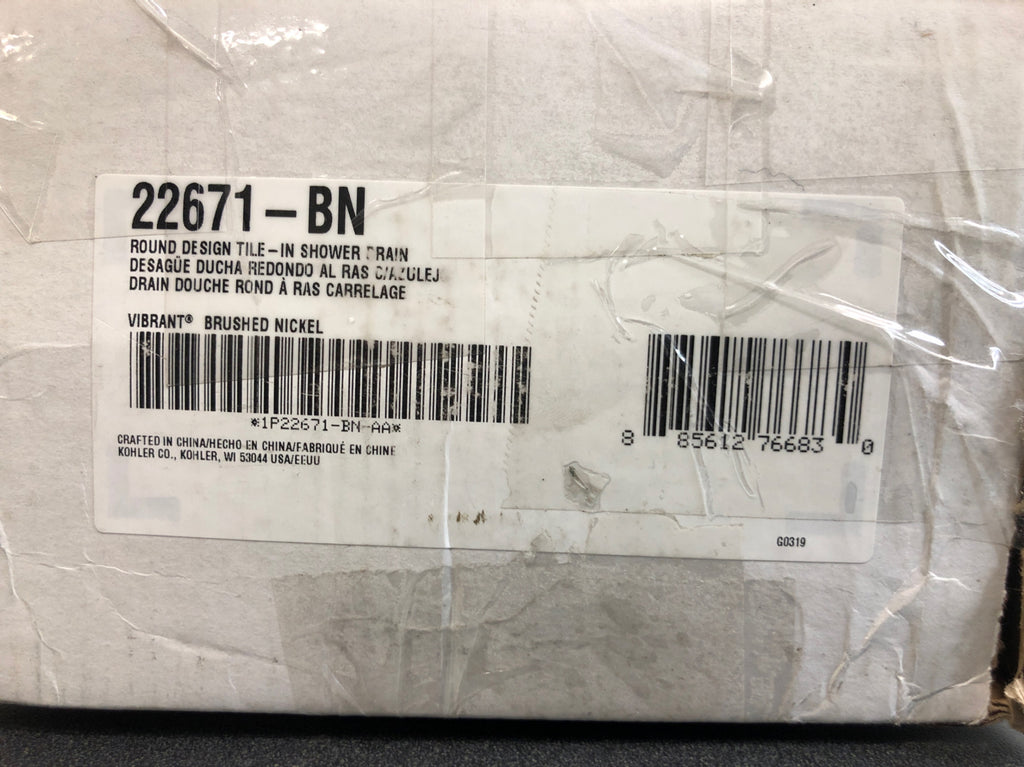 22671-BN
ROUND DESIGN TILE-IN SHOWER DRAIN
DESAGÜE DUCHA REDONDO AL RAS C/AZULEJ
DRAIN DOUCHE ROND À RAS CARRELAGE
VIBRANT® BRUSHED NICKEL
*1P22671-BN-AA*
CRAFTED IN CHINA/HECHO EN CHINA/FABRIQUÉ EN CHINE
KOHLER CO., KOHLER, WI 53044 USA/EEUU
8 85612 76683 0
G0319